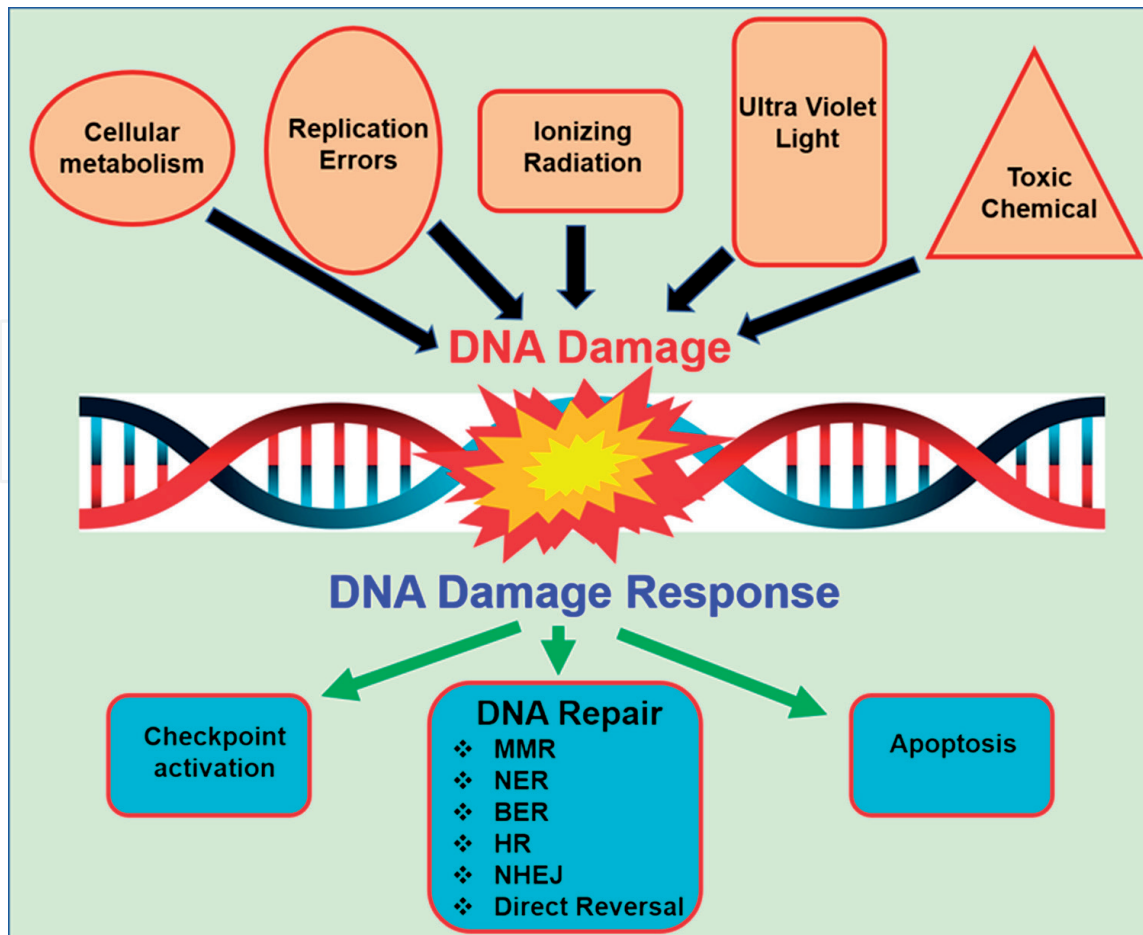 Cellular
metabolism
Replication
Errors
Ionizing
Radiation
Ultra Violet
Light
Toxic
Chemical
DNA Damage
DNA Damage Response
Checkpoint
activation
DNA Repair
❖ MMR
❖ NER
❖ BER
❖ HR
❖ NHEJ
❖ Direct Reversal
Apoptosis